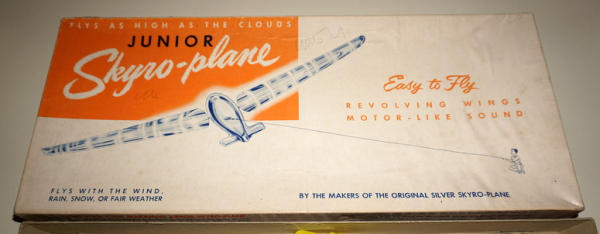 FLYS AS HIGH AS THE CLOUDS
JUNIOR
Skyro-plane
Easy to Fly
REVOLVING WINGS
MOTOR-LIKE SOUND
FLYS WITH THE WIND,
RAIN, SNOW, OR FAIR WEATHER
BY THE MAKERS OF THE ORIGINAL SILVER SKYRO-PLANE